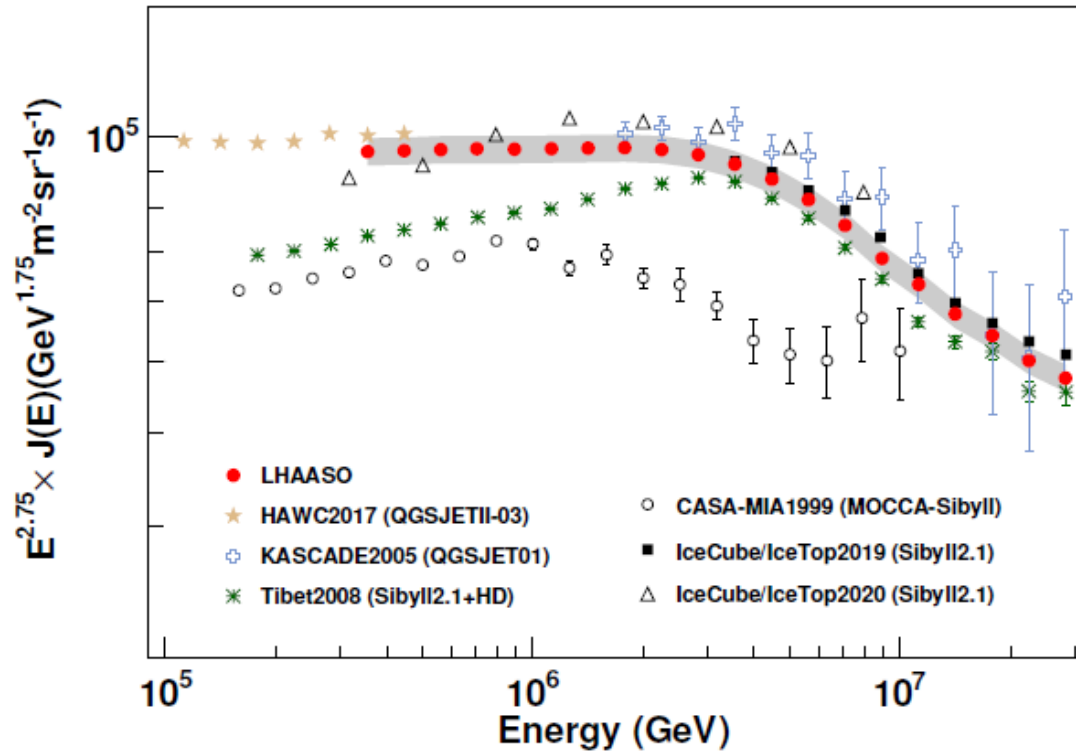 E^2.75 × J(E)(GeV^1.75 m^-2 sr^-1 s^-1)
10^5
LHAASO
HAWC2017 (QGSJETII-03)
KASCADE2005 (QGSJET01)
Tibet2008 (Sibyll2.1+HD)
CASA-MIA1999 (MOCCA-Sibyll)
IceCube/IceTop2019 (Sibyll2.1)
IceCube/IceTop2020 (Sibyll2.1)
10^5 10^6 10^7
Energy (GeV)